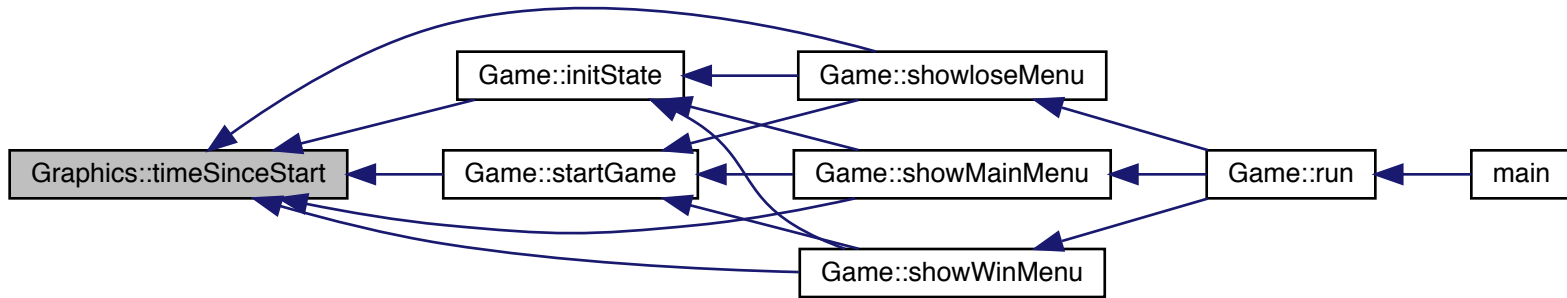 Graphics::timeSinceStart
Game::initState
Game::startGame
Game::showloseMenu
Game::showMainMenu
Game::showWinMenu
Game::run
main